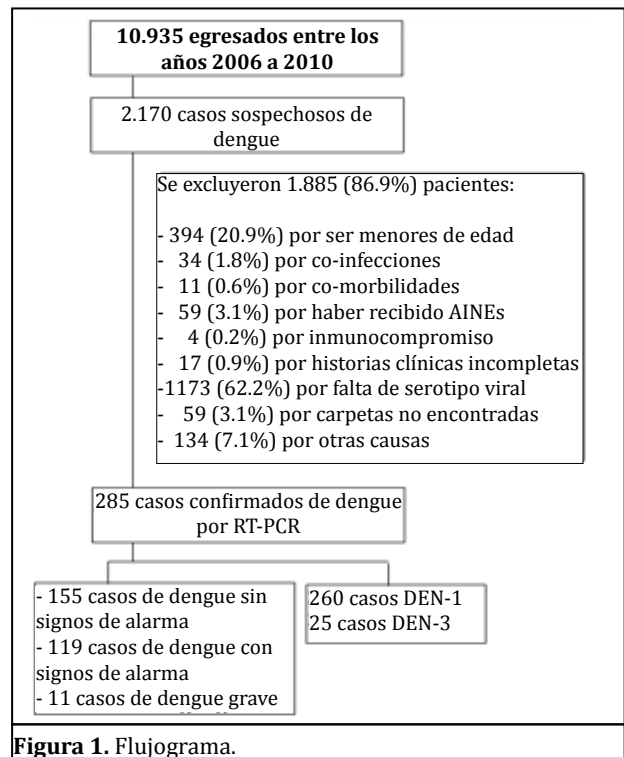 10.935 egresados entre los
años 2006 a 2010
2.170 casos sospechosos de
dengue
Se excluyeron 1.885 (86.9%) pacientes:
- 394 (20.9%) por ser menores de edad
- 34 (1.8%) por co-infecciones
- 11 (0.6%) por co-morbilidades
- 59 (3.1%) por haber recibido AINEs
- 4 (0.2%) por inmunocompromiso
- 17 (0.9%) por historias clínicas incompletas
-1173 (62.2%) por falta de serotipo viral
- 59 (3.1%) por carpetas no encontradas
- 134 (7.1%) por otras causas
285 casos confirmados de dengue
por RT-PCR
- 155 casos de dengue sin
signos de alarma
- 119 casos de dengue con
signos de alarma
- 11 casos de dengue grave
260 casos DEN-1
25 casos DEN-3
Figura 1. Flujograma.